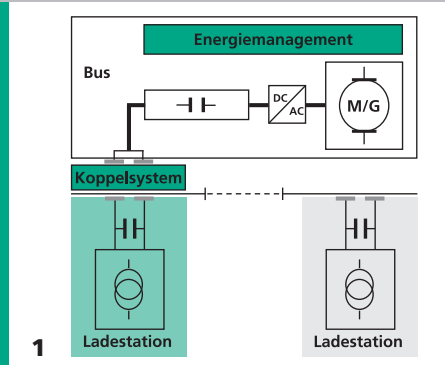 Energiemanagement
Bus
DC
AC
M/G
Koppelsystem
Ladestation
Ladestation
1